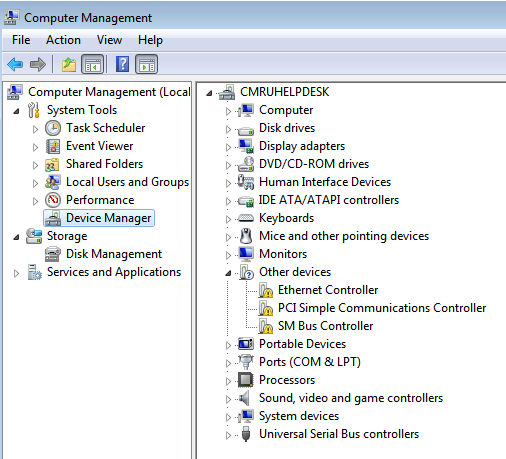 Computer Management
File Action View Help
Computer Management (Local
System Tools
Task Scheduler
Event Viewer
Shared Folders
Local Users and Groups
Performance
Device Manager
Storage
Disk Management
Services and Applications
CMRUHELPDESK
Computer
Disk drives
Display adapters
DVD/CD-ROM drives
Human Interface Devices
IDE ATA/ATAPI controllers
Keyboards
Mice and other pointing devices
Monitors
Other devices
Ethernet Controller
PCI Simple Communications Controller
SM Bus Controller
Portable Devices
Ports (COM & LPT)
Processors
Sound, video and game controllers
System devices
Universal Serial Bus controllers